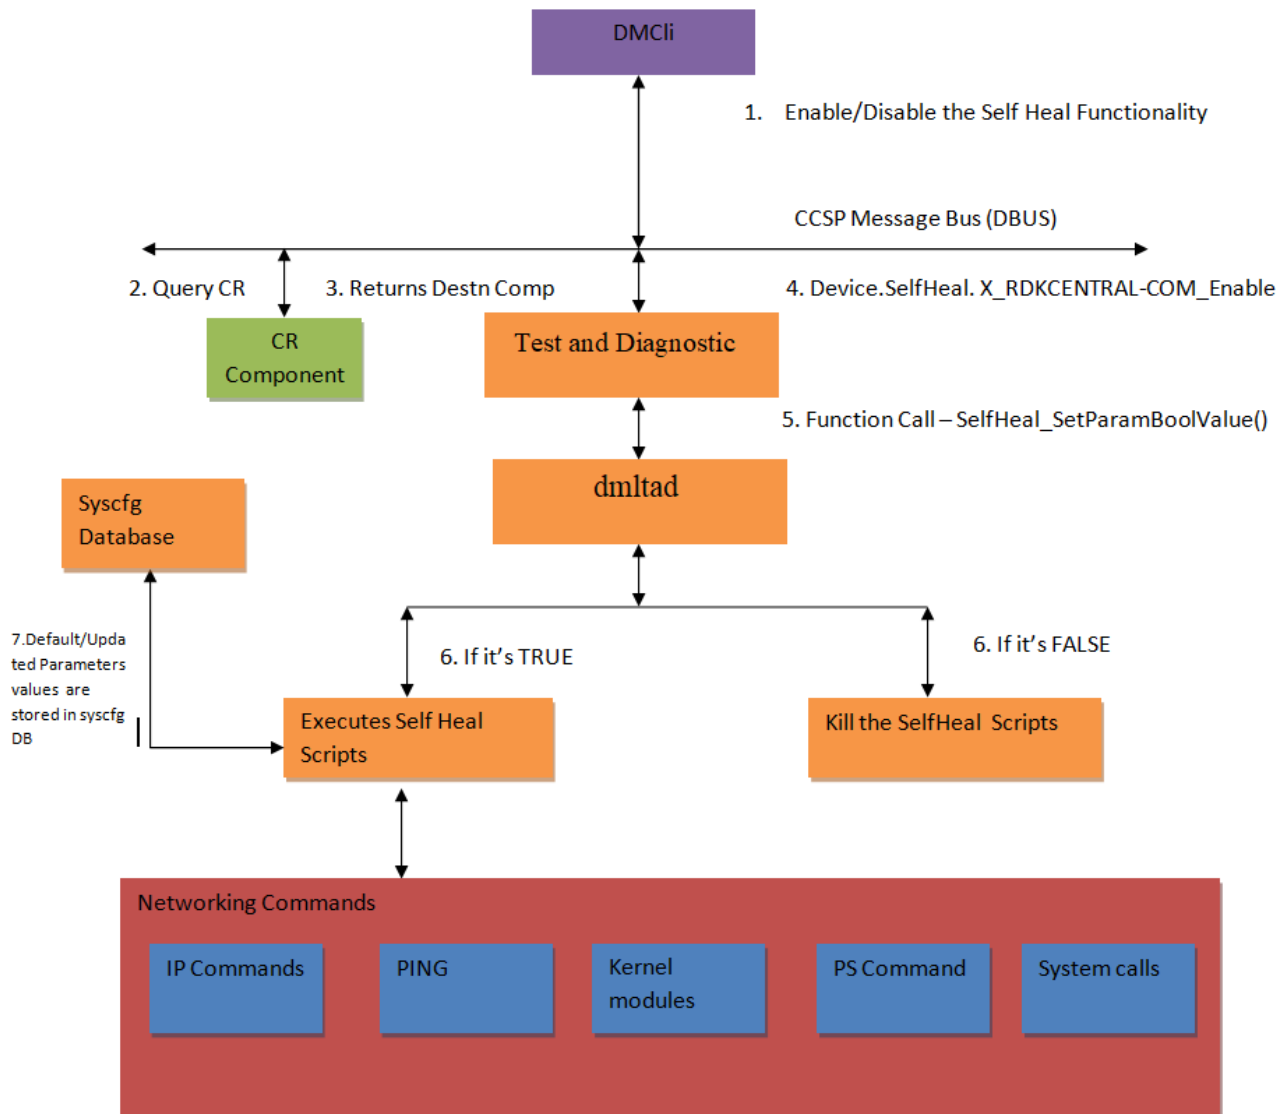 DMCli
1. Enable/Disable the Self Heal Functionality
CCSP Message Bus (DBUS)
2. Query CR
3. Returns Destn Comp
4. Device.SelfHeal. X_RDKCENTRAL-COM_Enable
CR
Component
Test and Diagnostic
5. Function Call – SelfHeal_SetParamBoolValue()
dmltad
Syscfg
Database
7.Default/Upda
ted Parameters
values are
stored in syscfg
DB
6. If it's TRUE
6. If it's FALSE
Executes Self Heal
Scripts
Kill the SelfHeal Scripts
Networking Commands
IP Commands
PING
Kernel
modules
PS Command
System calls